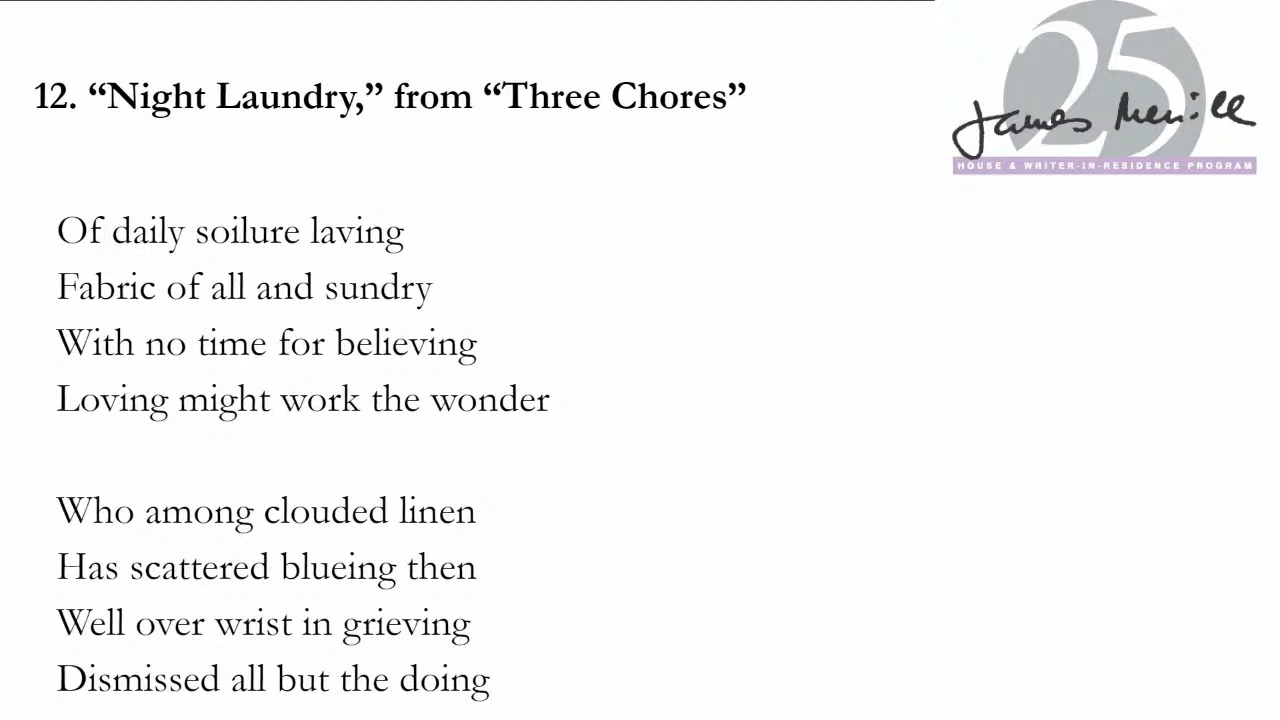 12. “Night Laundry,” from “Three Chores”
25
James Merrill
HOUSE & WRITER-IN-RESIDENCE PROGRAM
Of daily soilure laving
Fabric of all and sundry
With no time for believing
Loving might work the wonder
Who among clouded linen
Has scattered blueing then
Well over wrist in grieving
Dismissed all but the doing